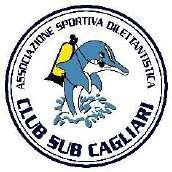 ASSOCIAZIONE SPORTIVA DILETTANTISTICA
CLUB SUB CAGLIARI